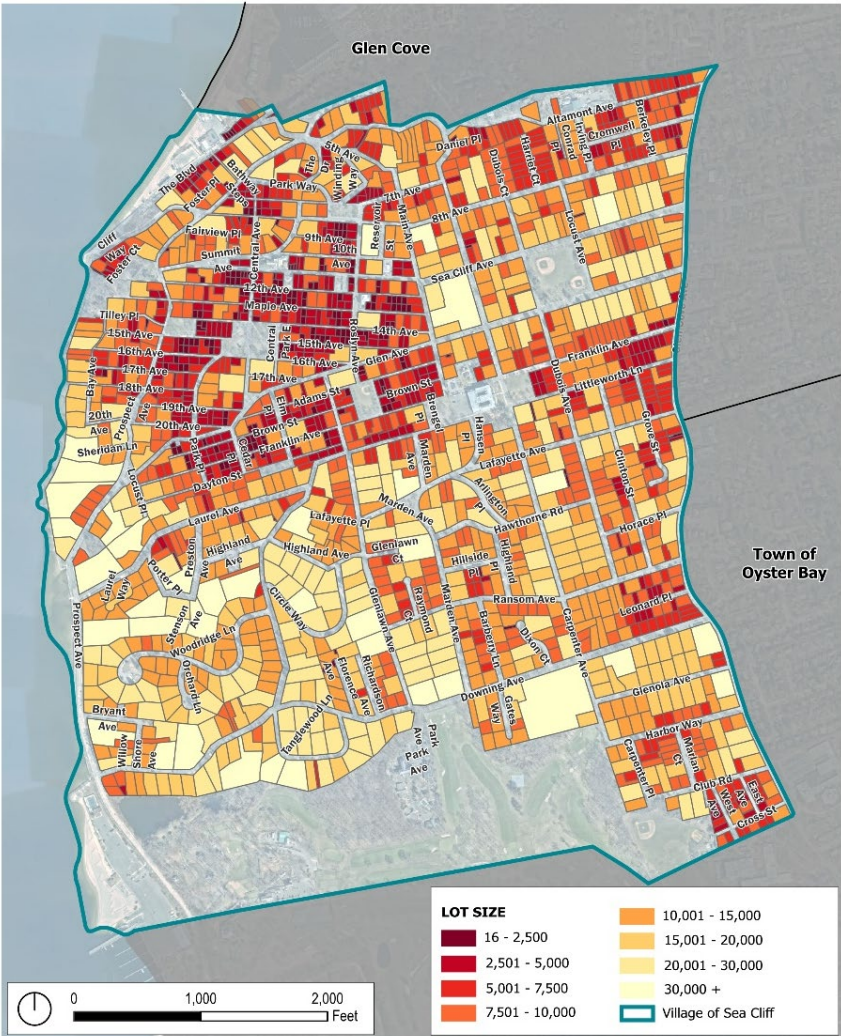 Glen Cove
Altamont Ave
Berkeley Pl
Cromwell
Pl
Irving Pl
Conrad
Pl
Daniel Pl
Harriet Ct
Dubois Ct
5th Ave
The
Dr
Winding
Way
The Blvd
Bathway
Steps
Park Way
Foster Pl
7th Ave
8th Ave
Main Ave
Reservoir
St
Locust Ave
Fairview Pl
Central Ave
9th Ave
10th
Ave
Cliff
Way
Foster Ct
Summit
Ave
Sea Cliff Ave
12th Ave
Maple Ave
Tilley Pl
15th Ave
14th Ave
Roslyn Ave
Central
Park E
15th Ave
16th Ave
16th Ave
Glen Ave
Franklin Ave
17th Ave
17th Ave
Bay Ave
18th Ave
Adams St
Brown St
Littleworth Ln
Dubois Ave
Prospect
Ave
19th Ave
20th
Ave
20th Ave
Elm
Pl
Brown St
Franklin Ave
Brenger
Pl
Hansen
Pl
Grove St
Sheridan Ln
Park Pl
Cedar
Pl
Marden
Ave
Lafayette Ave
Clinton St
Dayton St
Locust Pl
Arlington
Pl
Marden Ave
Laurel Ave
Lafayette Pl
Hawthorne Rd
Horace Pl
Highland
Ave
Highland Ave
Glenlawn
Ct
Hillside
Pl
Highland
Pl
Preston
Ave
Porter Pl
Laurel
Way
Town of
Oyster Bay
Prospect Ave
Stenson
Ave
Circle Way
Glenlawn Ave
Raymond
Ct
Marden Ave
Ransom Ave
Leonard Pl
Woodridge Ln
Barberry Ln
Dixon Ct
Carpenter Ave
Orchard Ln
Florence
Ave
Richardson
Ave
Downing Ave
Glenola Ave
Tanglewood Ln
Gates
Way
Bryant
Ave
Willow
Shore
Ave
Park
Ave
Park
Ave
Harbor Way
Carpenter Pl
Marian
Ct
Club Rd
West
Ave
East
Ave
Cross St
LOT SIZE
16 - 2,500
2,501 - 5,000
5,001 - 7,500
7,501 - 10,000
10,001 - 15,000
15,001 - 20,000
20,001 - 30,000
30,000 +
Village of Sea Cliff
0
1,000
2,000
Feet